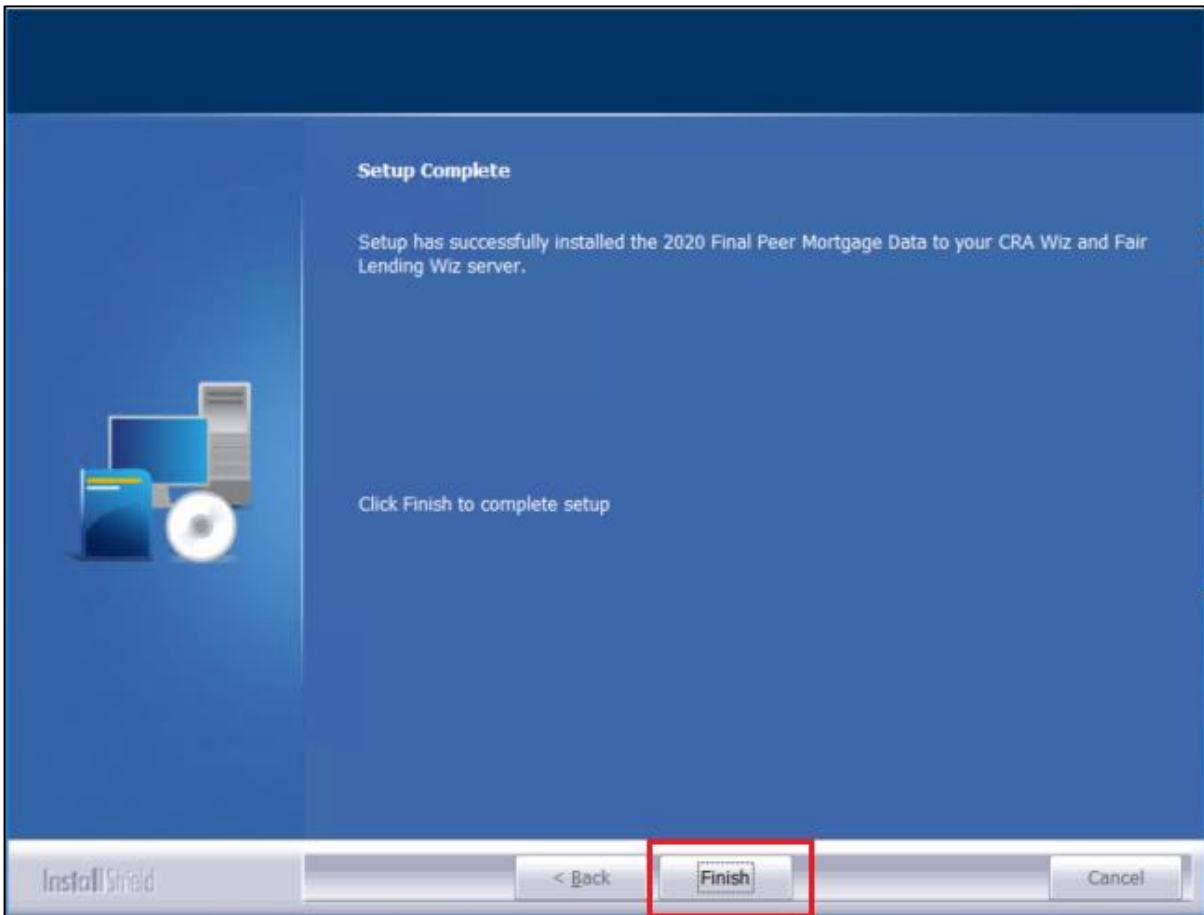 Setup Complete
Setup has successfully installed the 2020 Final Peer Mortgage Data to your CRA Wiz and Fair
Lending Wiz server.
Click Finish to complete setup
InstallShield
< Back
Finish
Cancel